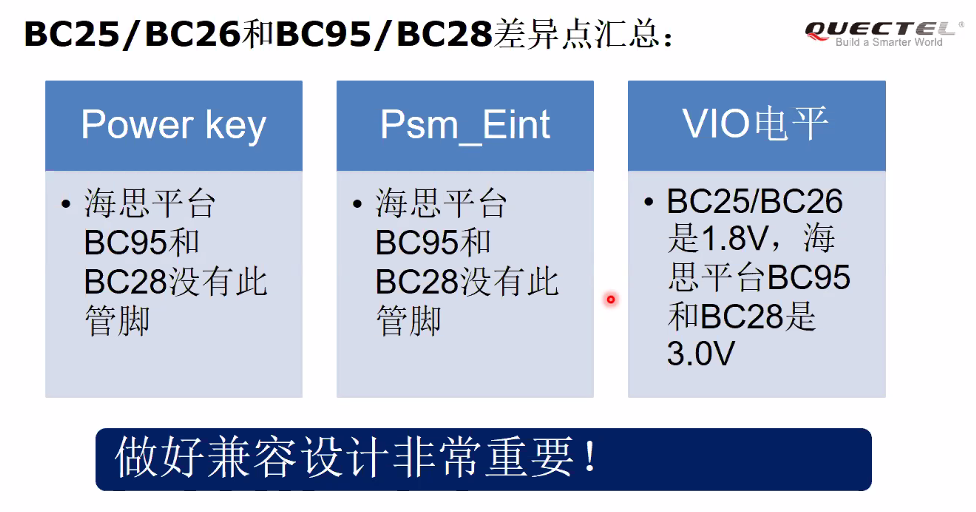 BC25/BC26和BC95/BC28差异点汇总：
QUECTEL®
Build a Smarter World
Power key
• 海思平台
BC95和
BC28没有此
管脚
Psm_Eint
• 海思平台
BC95和
BC28没有此
管脚
VIO电平
• BC25/BC26
是1.8V，海
思平台BC95
和BC28是
3.0V
做好兼容设计非常重要！